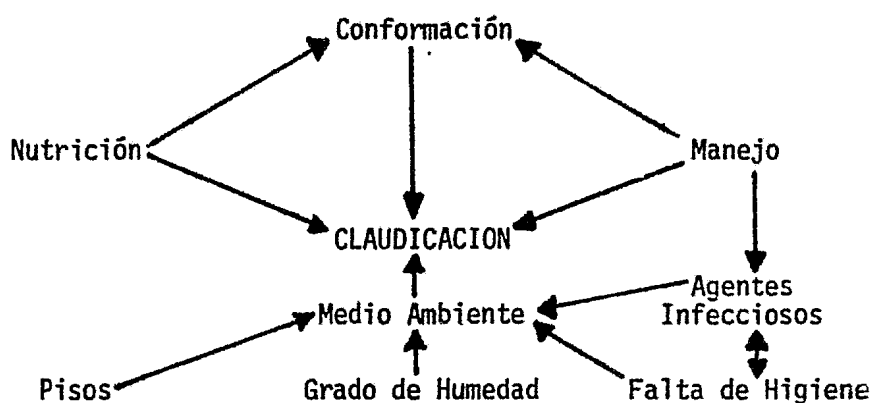 Conformación
Nutrición
Manejo
CLAUDICACION
Agentes
Infecciosos
Medio Ambiente
Pisos
Grado de Humedad
Falta de Higiene